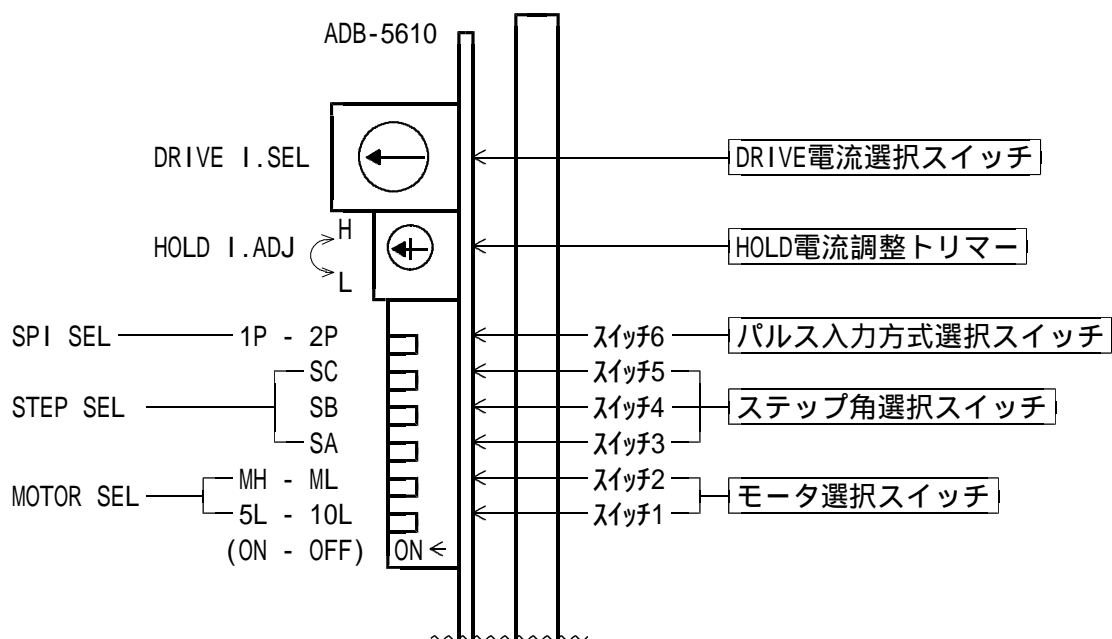 ADB-5610
DRIVE I.SEL DRIVE電流選択スイッチ
H
HOLD I.ADJ HOLD電流調整トリマー
L
SPI SEL 1P - 2P スイッチ6 パルス入力方式選択スイッチ
SC スイッチ5
STEP SEL SB スイッチ4 ステップ角選択スイッチ
SA スイッチ3
MH - ML スイッチ2
MOTOR SEL モータ選択スイッチ
5L - 10L スイッチ1
(ON - OFF) ON